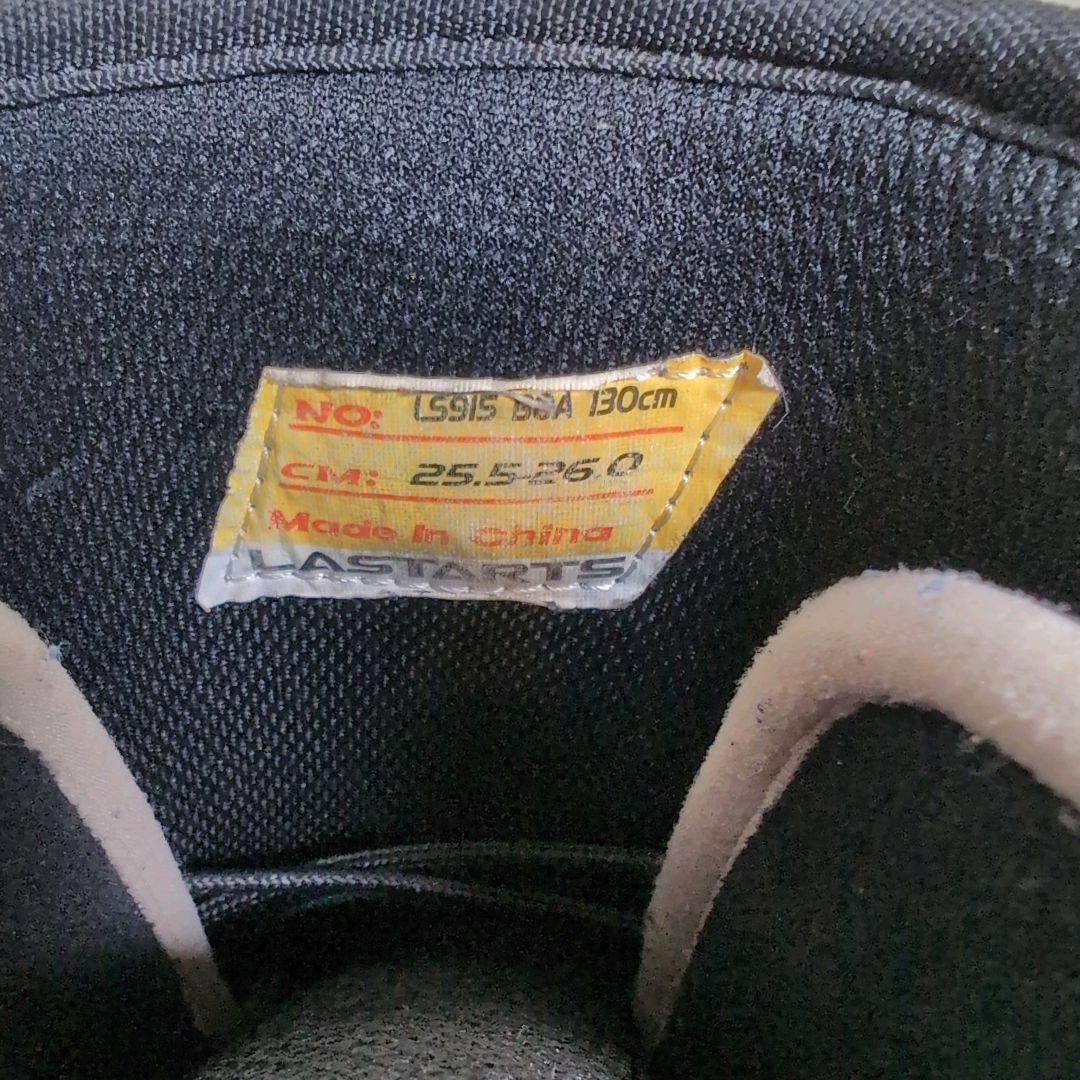 NO: LS915 BOA 130cm
CM: 25.5-26.0
Made In China
LASTARTS